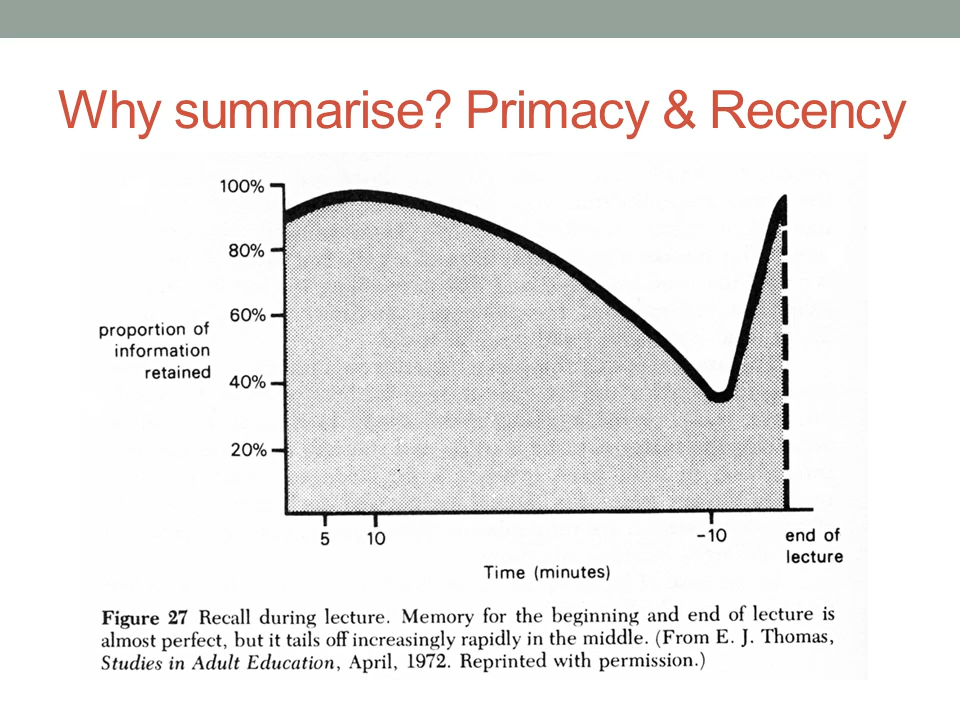 Why summarise? Primacy & Recency
100%
80%
60%
40%
20%
proportion of
information
retained
5
10
-10
end of
lecture
Time (minutes)
Figure 27 Recall during lecture. Memory for the beginning and end of lecture is
almost perfect, but it tails off increasingly rapidly in the middle. (From E. J. Thomas,
Studies in Adult Education, April, 1972. Reprinted with permission.)